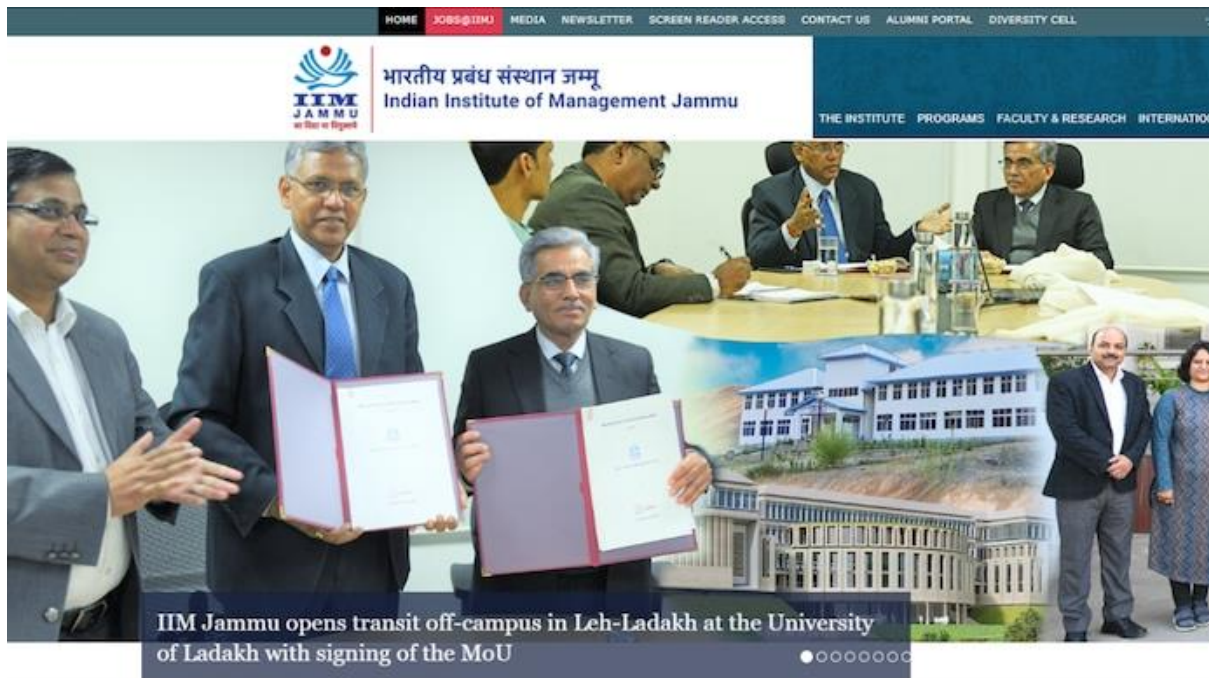 HOME JOBS@IIMJ MEDIA NEWSLETTER SCREEN READER ACCESS CONTACT US ALUMNI PORTAL DIVERSITY CELL
IIM
JAMMU
सा विद्या या विमुक्तये
भारतीय प्रबंध संस्थान जम्मू
Indian Institute of Management Jammu
THE INSTITUTE PROGRAMS FACULTY & RESEARCH INTERNATIO
IIM Jammu opens transit off-campus in Leh-Ladakh at the University
of Ladakh with signing of the MoU